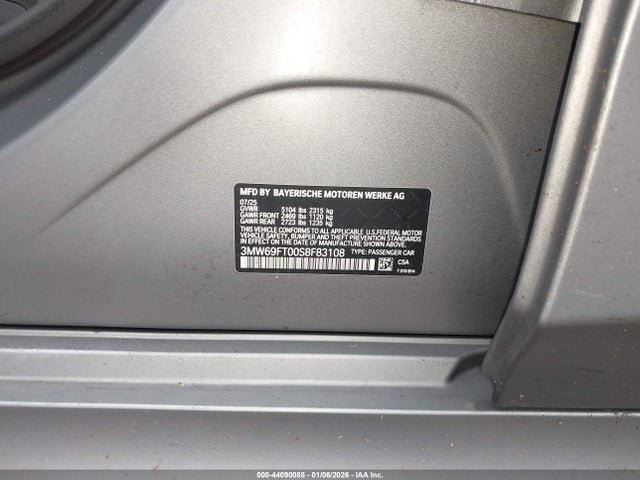 MFD BY BAYERISCHE MOTOREN WERKE AG
07/25
GVWR 5104 lbs 2315 kg
GAWR FRONT 2469 lbs 1120 kg
GAWR REAR 2723 lbs 1235 kg
THIS VEHICLE CONFORMS TO ALL APPLICABLE U.S.FEDERAL MOTOR
VEHICLE SAFETY, BUMPER AND THEFT PREVENTION STANDARDS
IN EFFECT ON THE DATE OF MANUFACTURE SHOWN ABOVE.
3MW69FT00S8F83108 TYPE: PASSENGER CAR
CSA
000-44690088 - 01/06/2026 - IAA Inc.